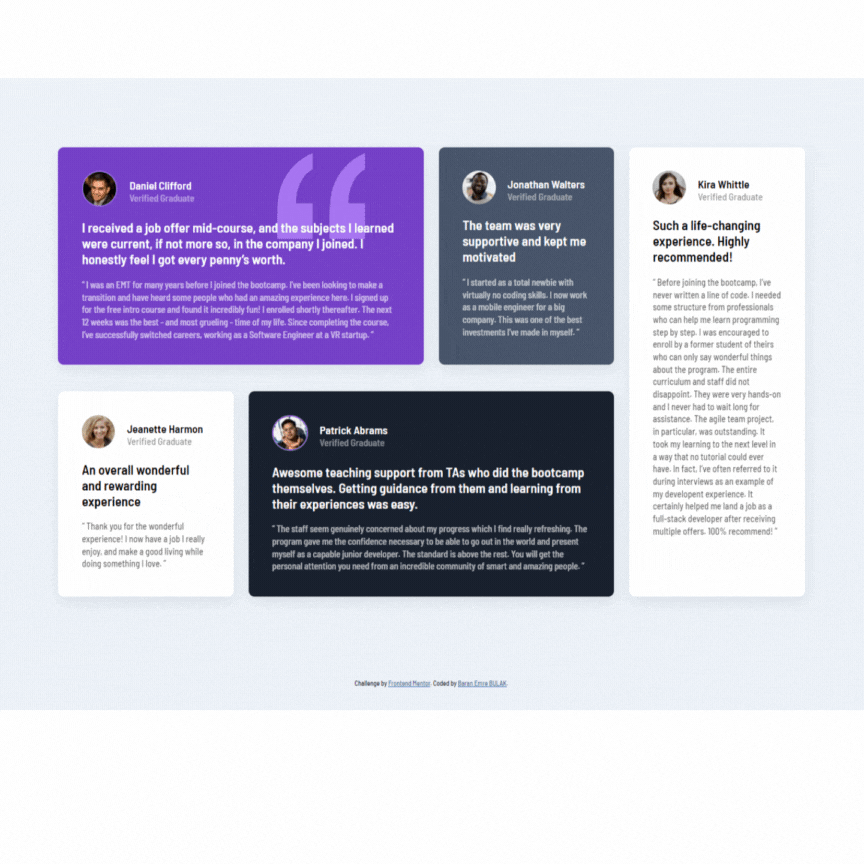 Daniel Clifford
Verified Graduate
I received a job offer mid-course, and the subjects I learned
were current, if not more so, in the company I joined. I
honestly feel I got every penny's worth.
" I was an EMT for many years before I joined the bootcamp. I've been looking to make a
transition and have heard some people who had an amazing experience here. I signed up
for the free intro course and found it incredibly fun! I enrolled shortly thereafter. The next
12 weeks was the best - and most grueling - time of my life. Since completing the course,
I've successfully switched careers, working as a Software Engineer at a VR startup. "
Jonathan Walters
Verified Graduate
The team was very
supportive and kept me
motivated
" I started as a total newbie with
virtually no coding skills. I now work
as a mobile engineer for a big
company. This was one of the best
investments I've made in myself. "
Kira Whittle
Verified Graduate
Such a life-changing
experience. Highly
recommended!
" Before joining the bootcamp, I've
never written a line of code. I needed
some structure from professionals
who can help me learn programming
step by step. I was encouraged to
enroll by a former student of theirs
who can only say wonderful things
about the program. The entire
curriculum and staff did not
disappoint. They were very hands-on
and I never had to wait long for
assistance. The agile team project,
in particular, was outstanding. It
took my learning to the next level in
a way that no tutorial could ever
have. In fact, I've often referred to it
during interviews as an example of
my developent experience. It
certainly helped me land a job as a
full-stack developer after receiving
multiple offers. 100% recommend! "
Jeanette Harmon
Verified Graduate
An overall wonderful
and rewarding
experience
" Thank you for the wonderful
experience! I now have a job I really
enjoy, and make a good living while
doing something I love. "
Patrick Abrams
Verified Graduate
Awesome teaching support from TAs who did the bootcamp
themselves. Getting guidance from them and learning from
their experiences was easy.
" The staff seem genuinely concerned about my progress which I find really refreshing. The
program gave me the confidence necessary to be able to go out in the world and present
myself as a capable junior developer. The standard is above the rest. You will get the
personal attention you need from an incredible community of smart and amazing people. "
Challenge by Frontend Mentor. Coded by Baran Emre BULAK.